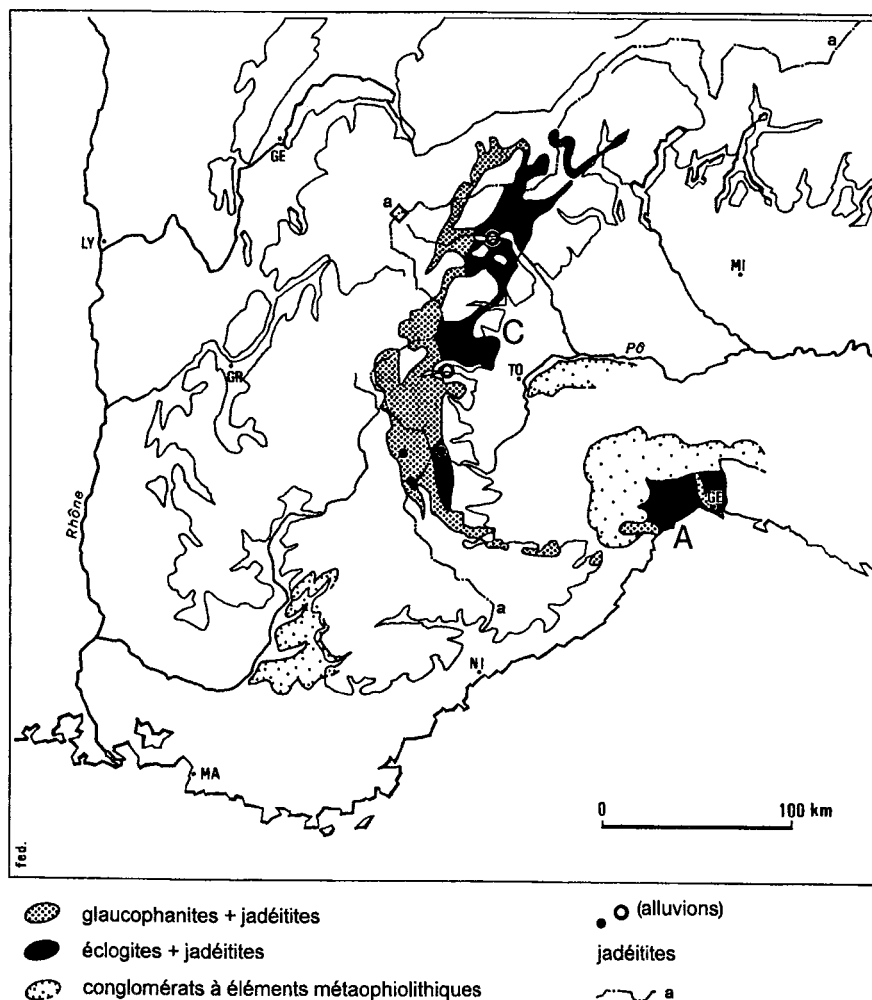 a
GE
a
LY
MI
C
Pô
TO
GR
Rhône
GE
A
a
NI
MA
0 100 km
fed.
glaucophanites + jadéitites
(alluvions)
éclogites + jadéitites
jadéitites
conglomérats à éléments métaophiolithiques
a